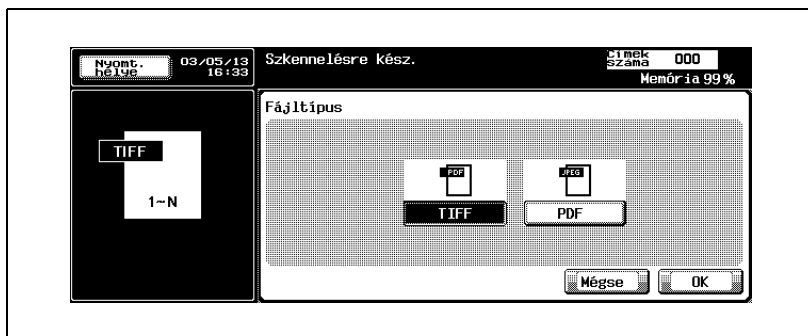 Nyomt.
helye
03/05/13
16:33
Szkennelésre kész.
Címek
száma
000
Memória 99%
TIFF
1~N
Fájltípus
PDF
JPEG
TIFF
PDF
Mégse
OK